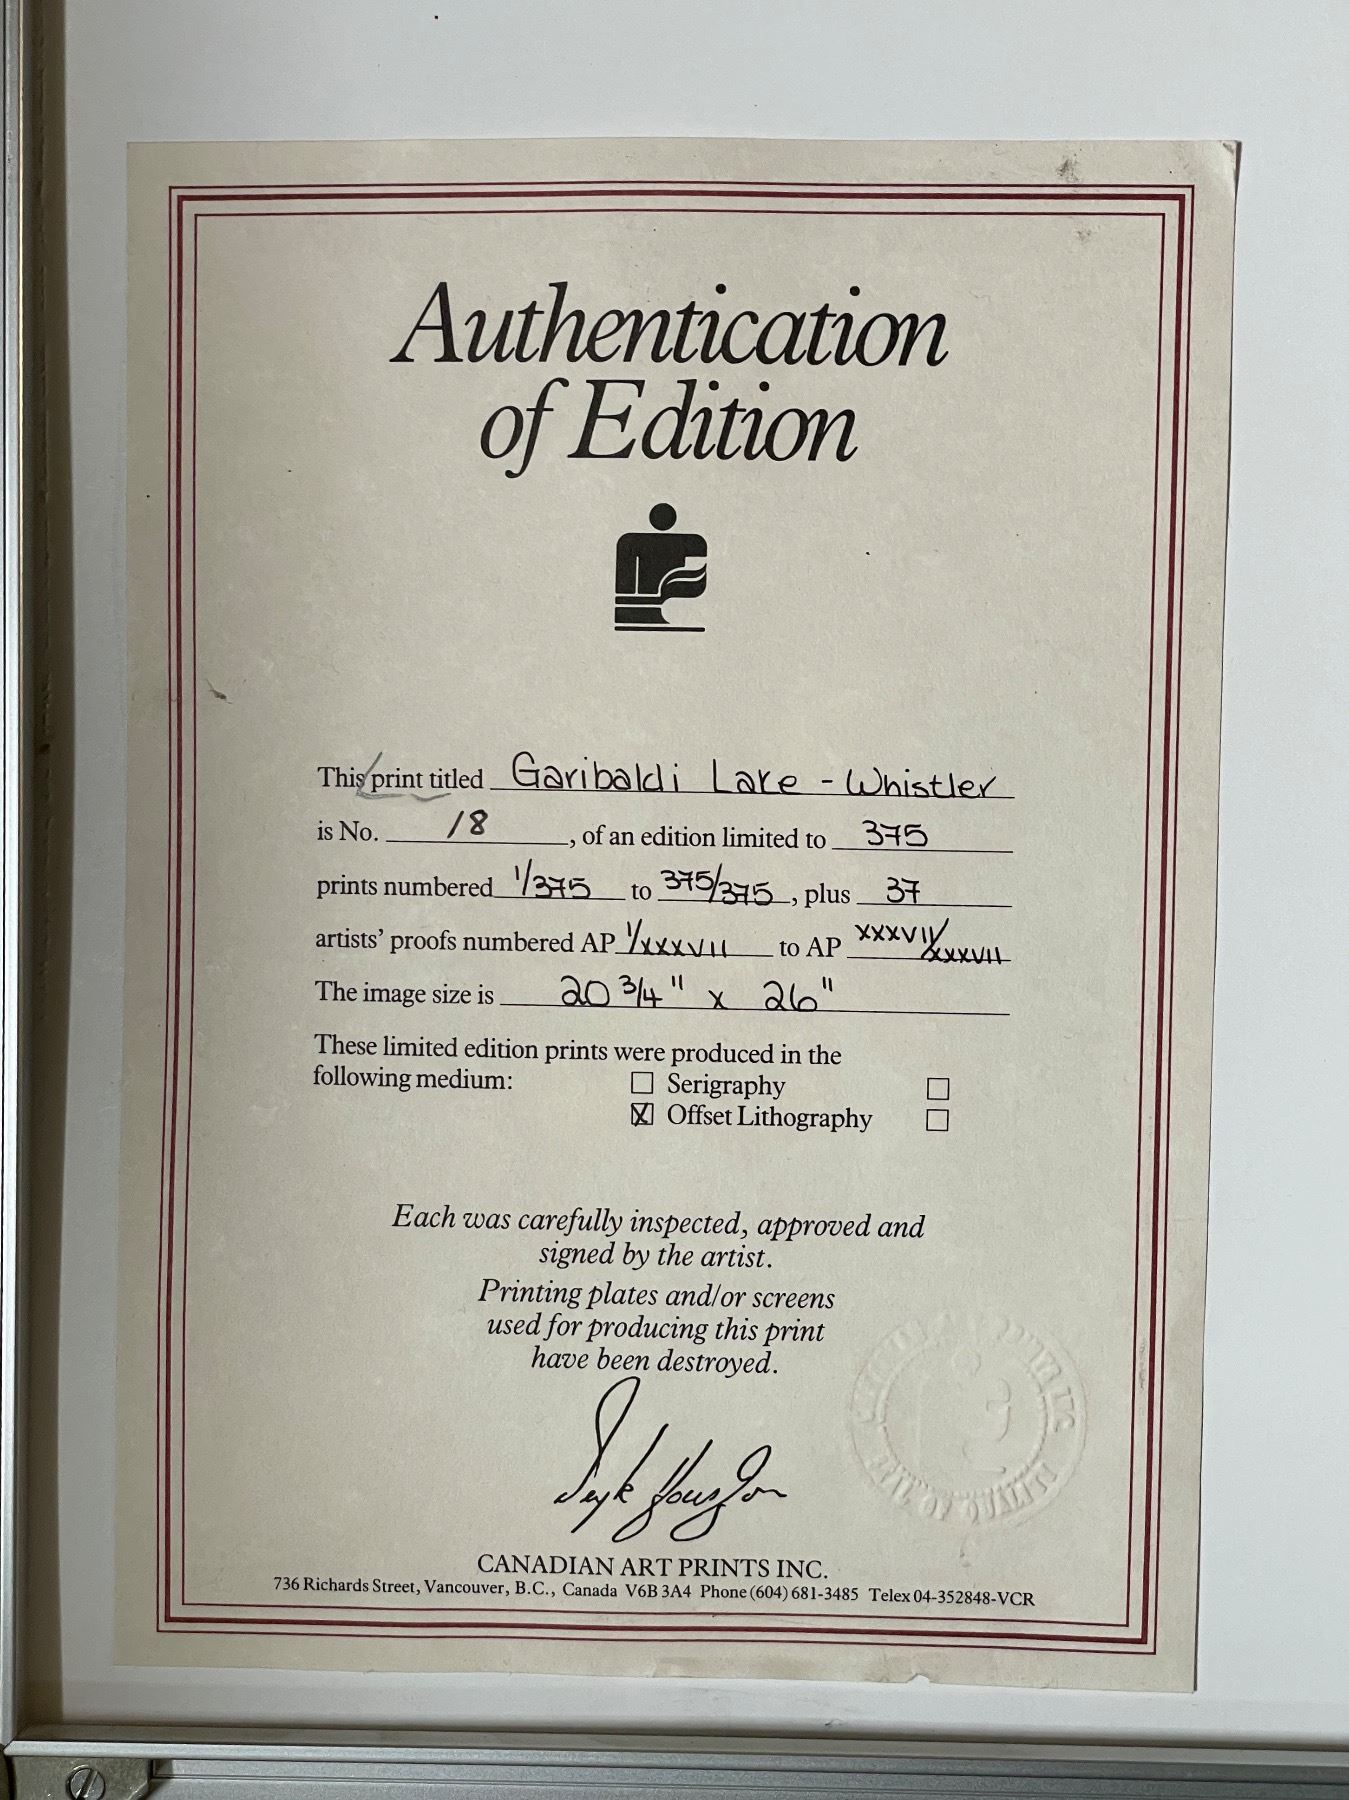 Authentication
of Edition
This print titled Garibaldi Lake - Whistler
is No. 18, of an edition limited to 375
prints numbered 1/375 to 375/375, plus 37
artists' proofs numbered AP 1/XXXVII to AP XXXVII/XXXVII
The image size is 20 3/4" x 26"
These limited edition prints were produced in the
following medium:
Serigraphy
Offset Lithography
Each was carefully inspected, approved and
signed by the artist.
Printing plates and/or screens
used for producing this print
have been destroyed.
CANADIAN ART PRINTS INC.
736 Richards Street, Vancouver, B.C., Canada V6B 3A4 Phone (604) 681-3485 Telex 04-352848-VCR
SEAL OF QUALITY